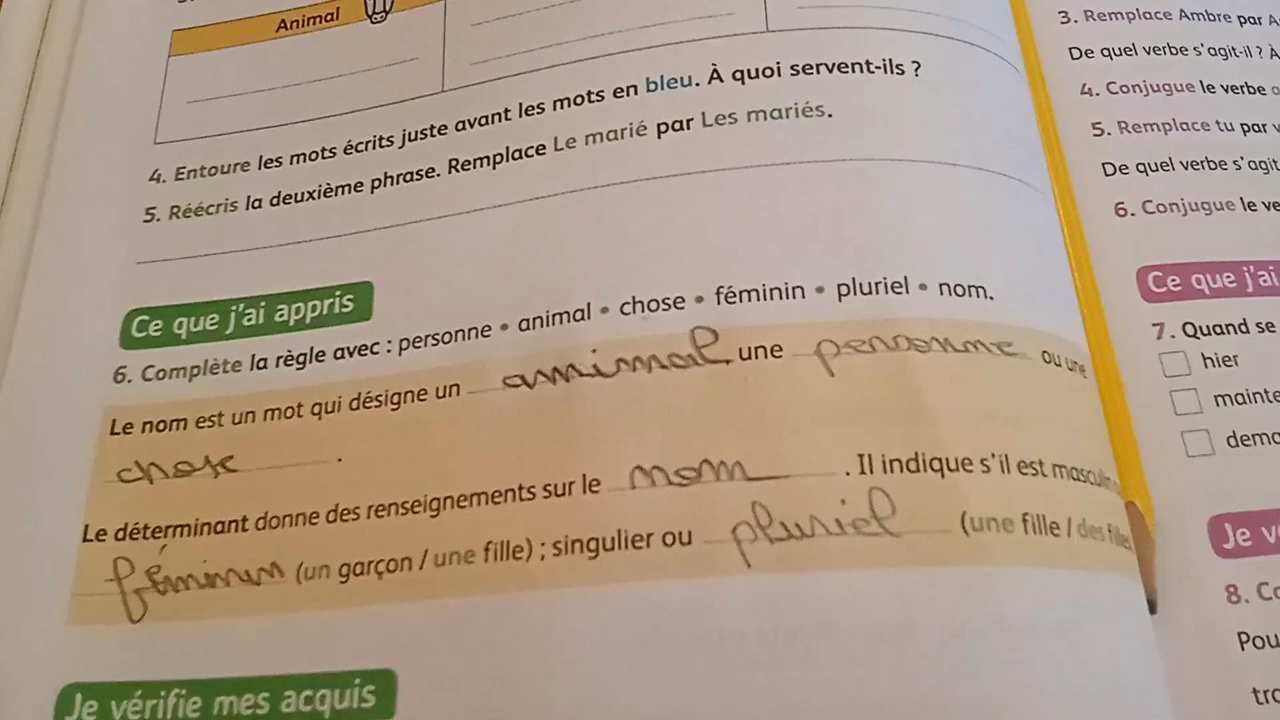 Animal
4. Entoure les mots écrits juste avant les mots en bleu. À quoi servent-ils ?
5. Réécris la deuxième phrase. Remplace Le marié par Les mariés.
Ce que j'ai appris
6. Complète la règle avec : personne • animal • chose • féminin • pluriel • nom.
Le nom est un mot qui désigne un animal, une personne ou une
chose .
Le déterminant donne des renseignements sur le nom . Il indique s'il est
féminin (un garçon / une fille) ; singulier ou pluriel (une fille / des
Je vérifie mes acquis
3. Remplace Ambre par
De quel verbe s'agit-il ? À
4. Conjugue le verbe
5. Remplace tu par
De quel verbe s'agit
6. Conjugue le
Ce que j'ai
7. Quand se
hier
Je
8.